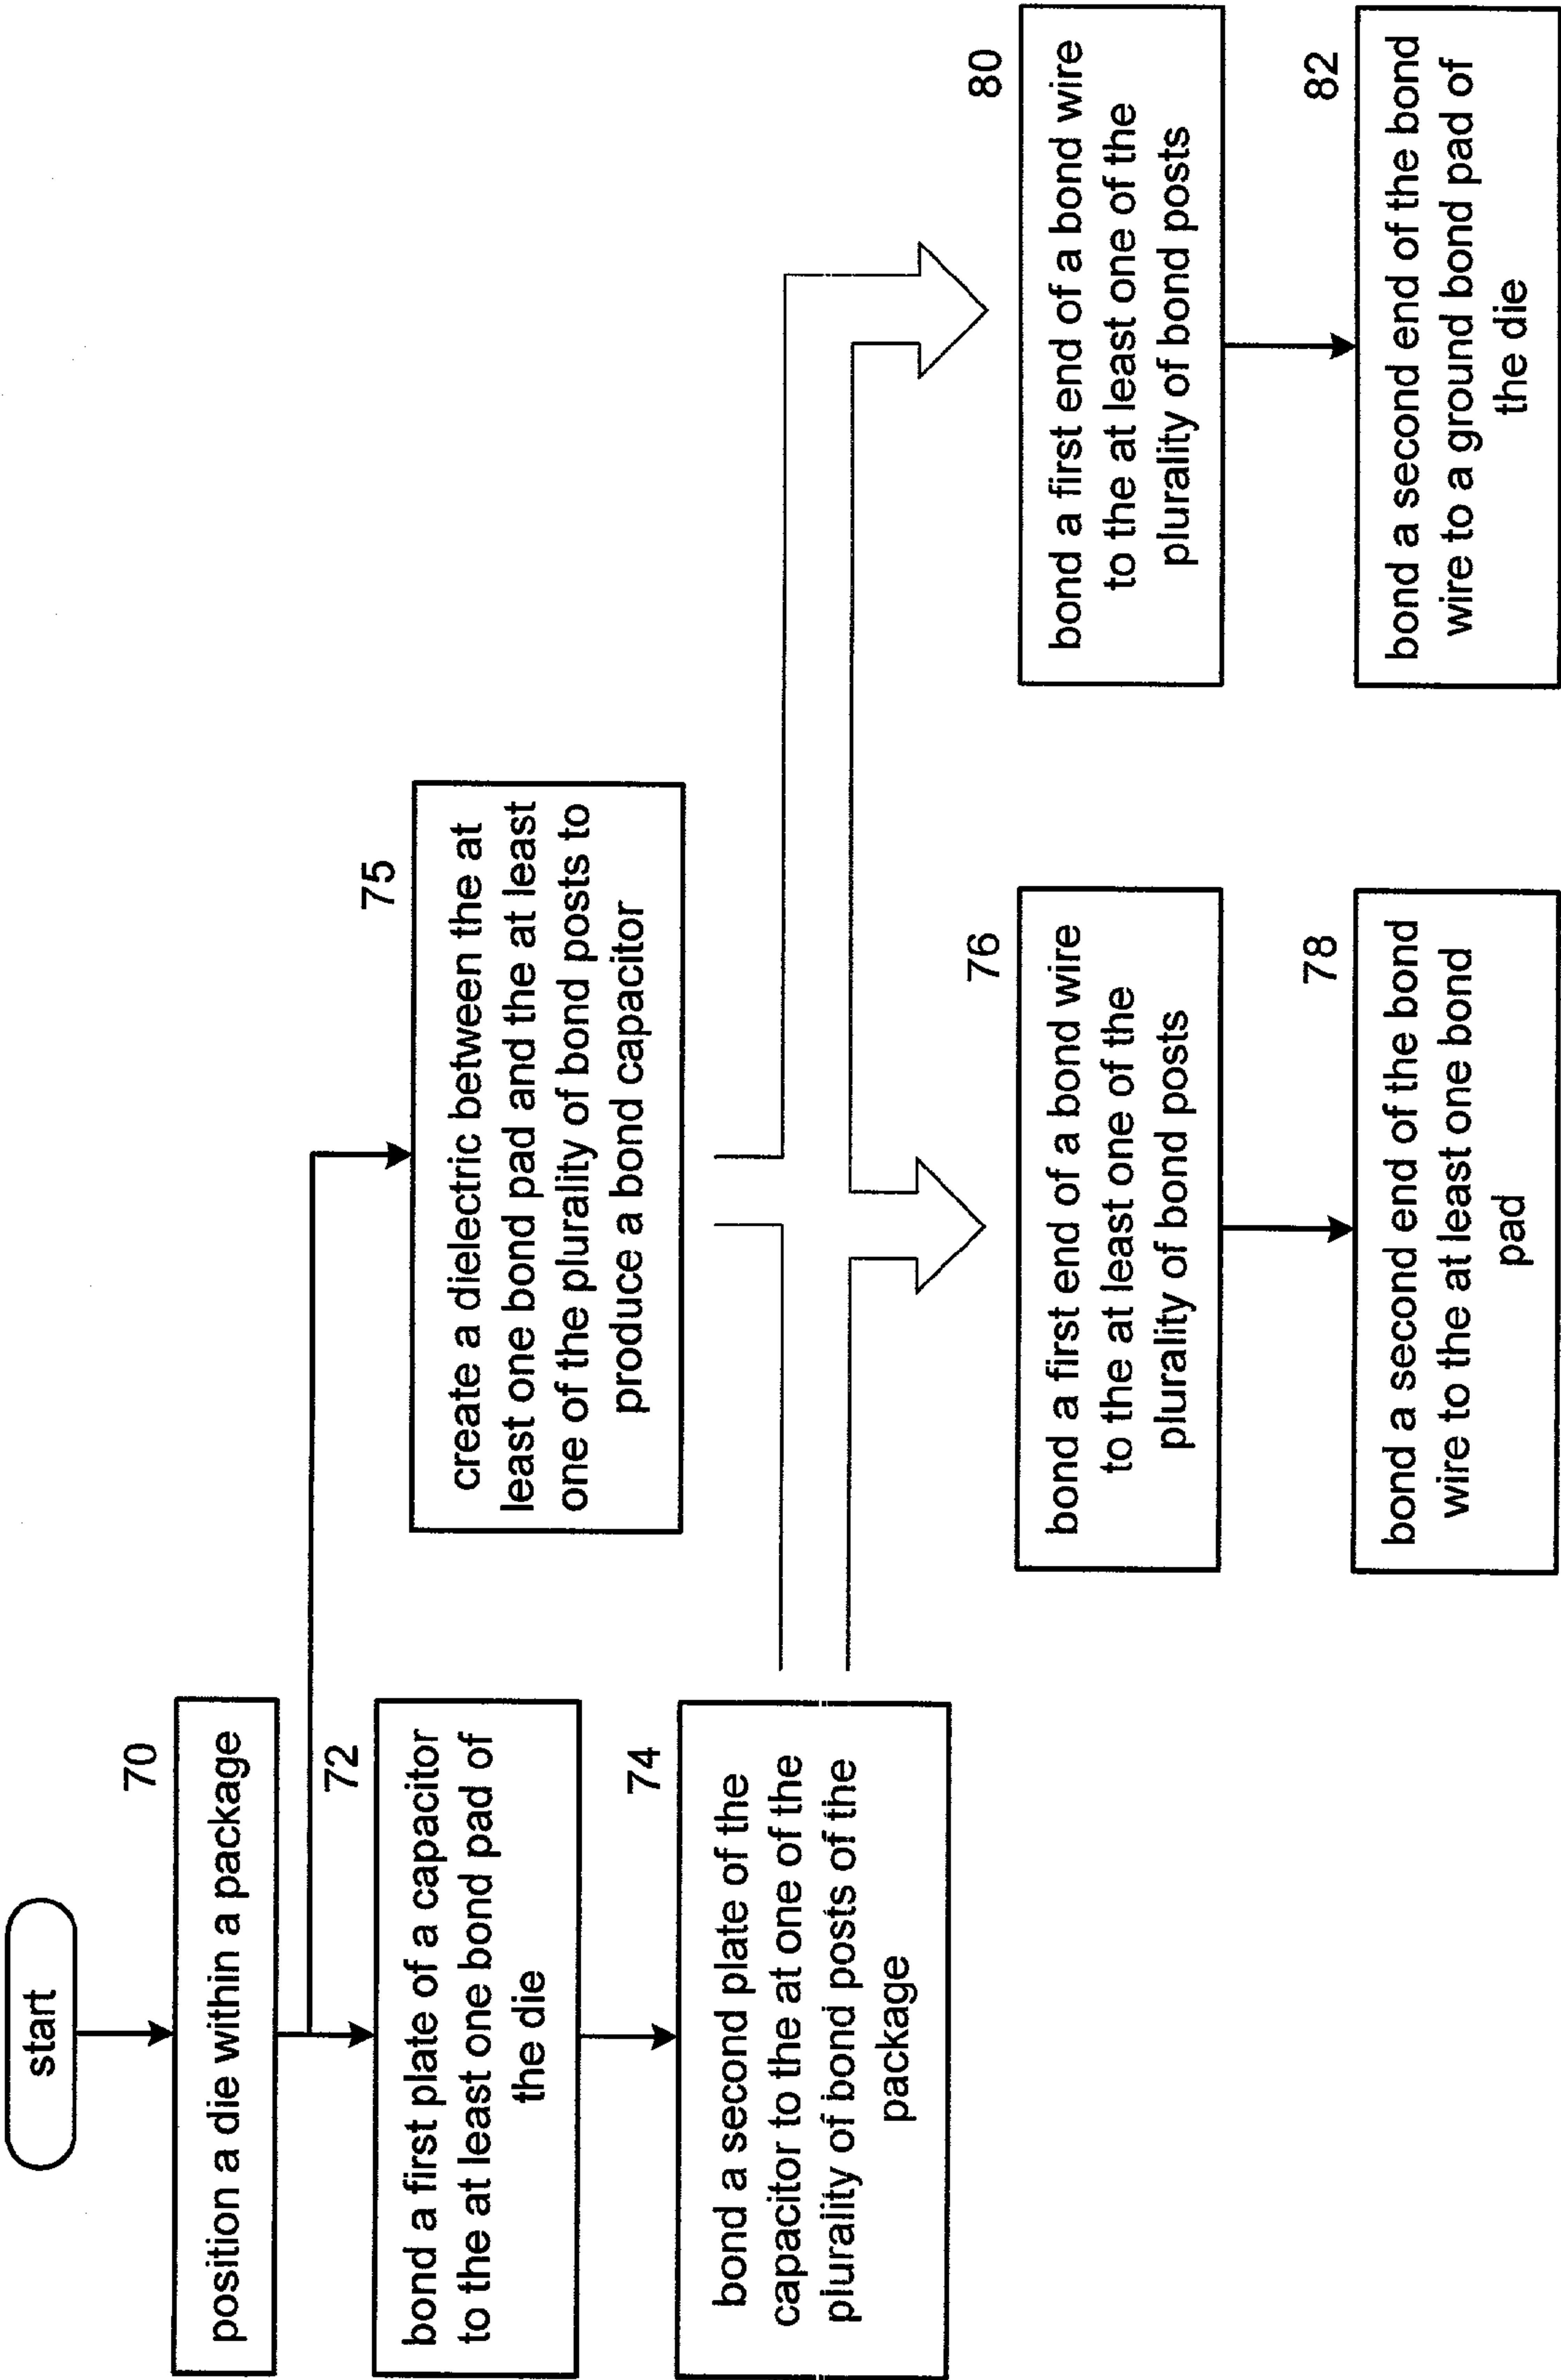 start
70
position a die within a package
72
bond a first plate of a capacitor
to the at least one bond pad of
the die
74
bond a second plate of the
capacitor to the at one of the
plurality of bond posts of the
package
75
create a dielectric between the at
least one bond pad and the at least
one of the plurality of bond posts to
produce a bond capacitor
76
bond a first end of a bond wire
to the at least one of the
plurality of bond posts
78
bond a second end of the bond
wire to the at least one bond
pad
80
bond a first end of a bond wire
to the at least one of the
plurality of bond posts
82
bond a second end of the bond
wire to a ground bond pad of
the die